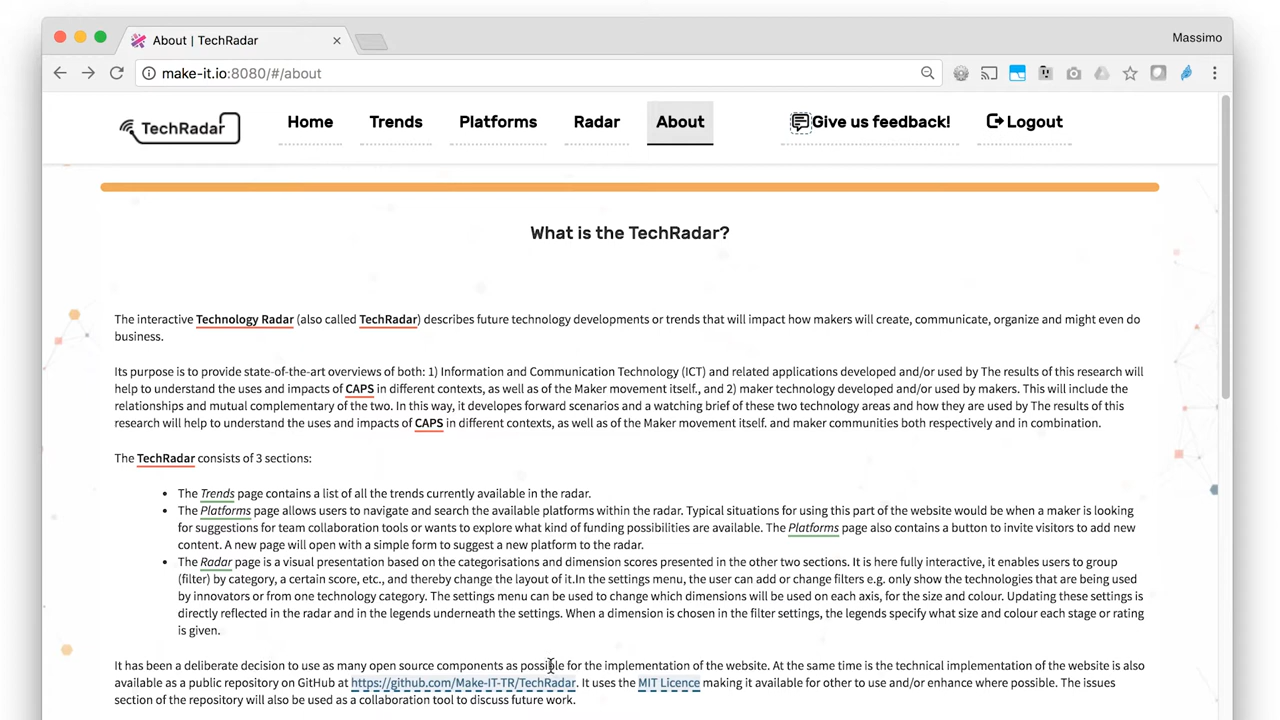 About | TechRadar
Massimo
make-it.io:8080/#/about
TechRadar
Home
Trends
Platforms
Radar
About
Give us feedback!
Logout
What is the TechRadar?
The interactive Technology Radar (also called TechRadar) describes future technology developments or trends that will impact how makers will create, communicate, organize and might even do
business.
Its purpose is to provide state-of-the-art overviews of both: 1) Information and Communication Technology (ICT) and related applications developed and/or used by The results of this research will
help to understand the uses and impacts of CAPS in different contexts, as well as of the Maker movement itself., and 2) maker technology developed and/or used by makers. This will include the
relationships and mutual complementary of the two. In this way, it developes forward scenarios and a watching brief of these two technology areas and how they are used by The results of this
research will help to understand the uses and impacts of CAPS in different contexts, as well as of the Maker movement itself. and maker communities both respectively and in combination.
The TechRadar consists of 3 sections:
• The Trends page contains a list of all the trends currently available in the radar.
• The Platforms page allows users to navigate and search the available platforms within the radar. Typical situations for using this part of the website would be when a maker is looking
for suggestions for team collaboration tools or wants to explore what kind of funding possibilities are available. The Platforms page also contains a button to invite visitors to add new
content. A new page will open with a simple form to suggest a new platform to the radar.
• The Radar page is a visual presentation based on the categorisations and dimension scores presented in the other two sections. It is here fully interactive, it enables users to group
(filter) by category, a certain score, etc., and thereby change the layout of it.In the settings menu, the user can add or change filters e.g. only show the technologies that are being used
by innovators or from one technology category. The settings menu can be used to change which dimensions will be used on each axis, for the size and colour. Updating these settings is
directly reflected in the radar and in the legends underneath the settings. When a dimension is chosen in the filter settings, the legends specify what size and colour each stage or rating
is given.
It has been a deliberate decision to use as many open source components as possible for the implementation of the website. At the same time is the technical implementation of the website is also
available as a public repository on GitHub at https://github.com/Make-IT-TR/TechRadar. It uses the MIT Licence making it available for other to use and/or enhance where possible. The issues
section of the repository will also be used as a collaboration tool to discuss future work.